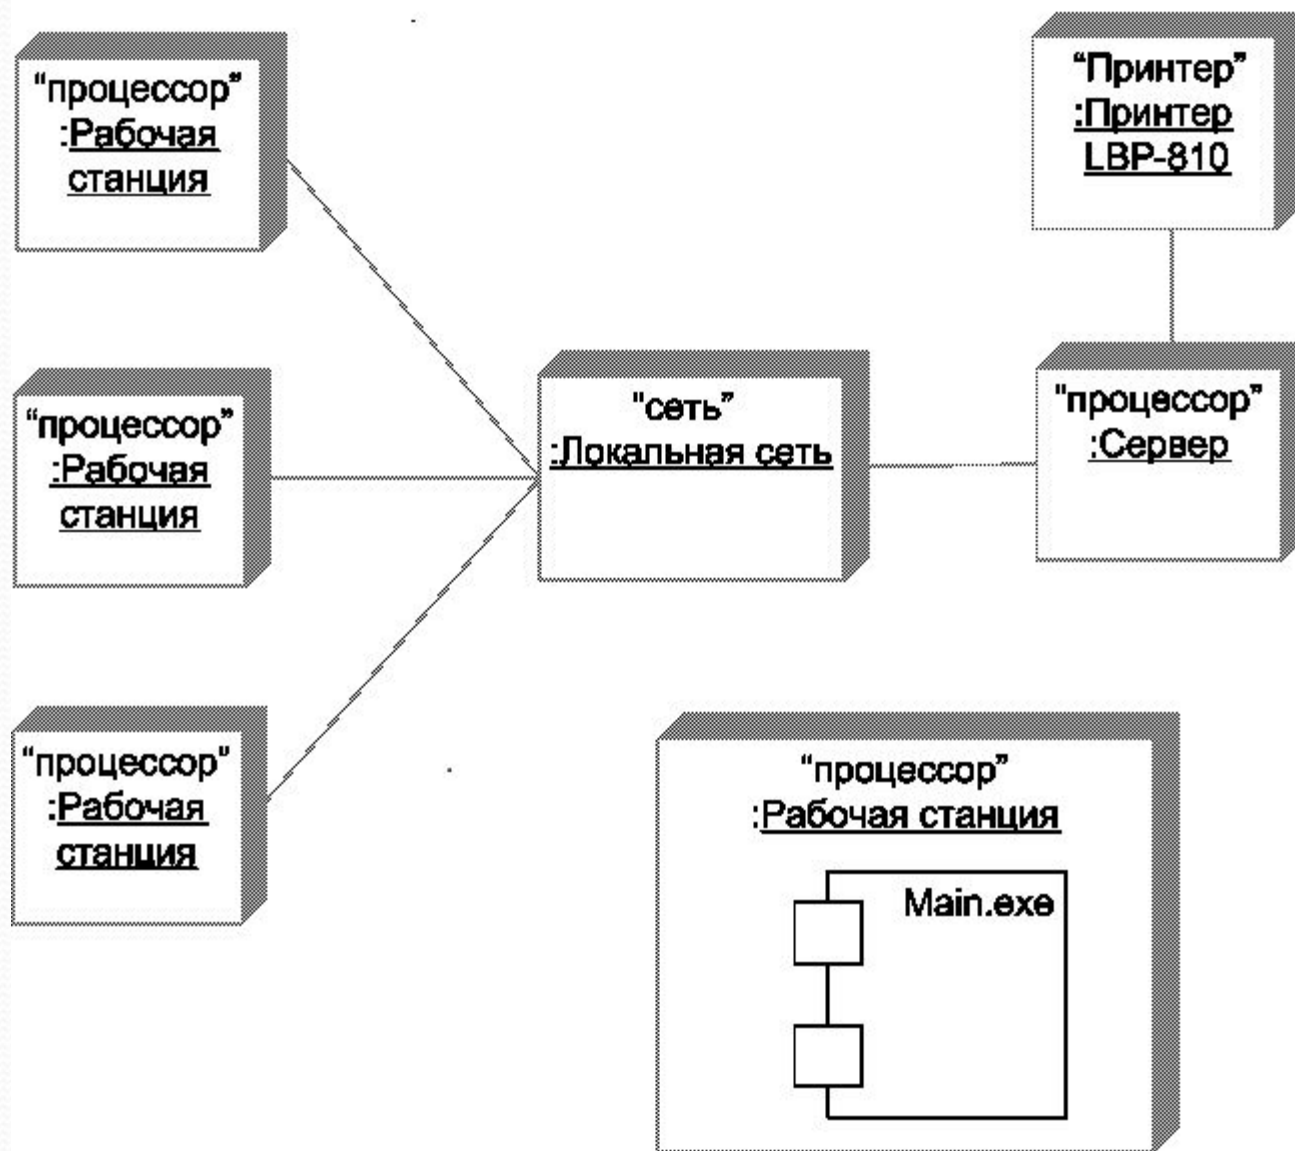 “процессор”
:Рабочая
станция
“Принтер”
:Принтер
LBP-810
“процессор”
:Рабочая
станция
“сеть”
:Локальная сеть
“процессор”
:Сервер
“процессор”
:Рабочая
станция
“процессор”
:Рабочая станция
Main.exe